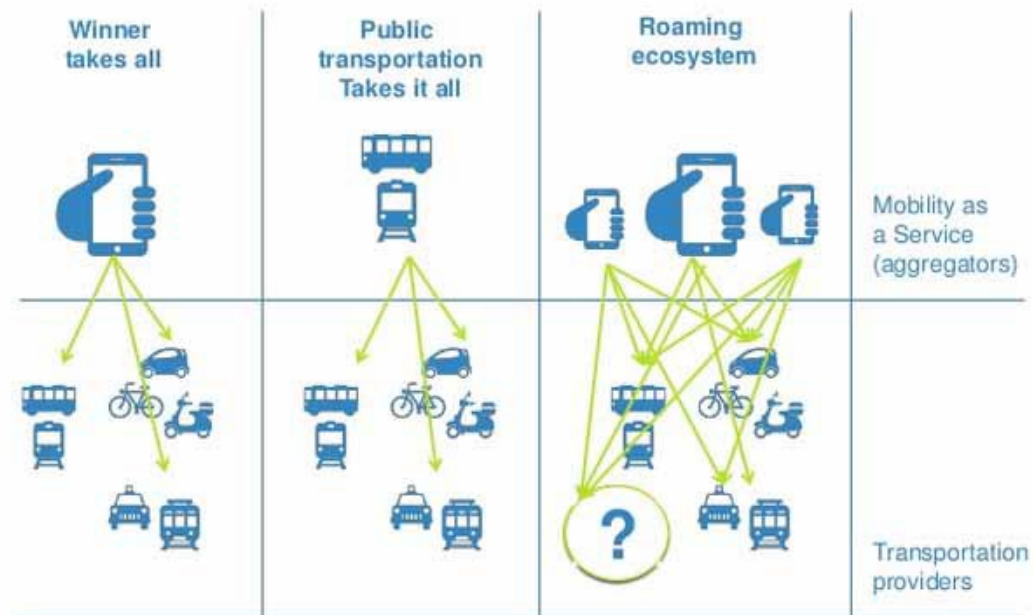 Winner
takes all
Public
transportation
Takes it all
Roaming
ecosystem
Mobility as
a Service
(aggregators)
?
Transportation
providers